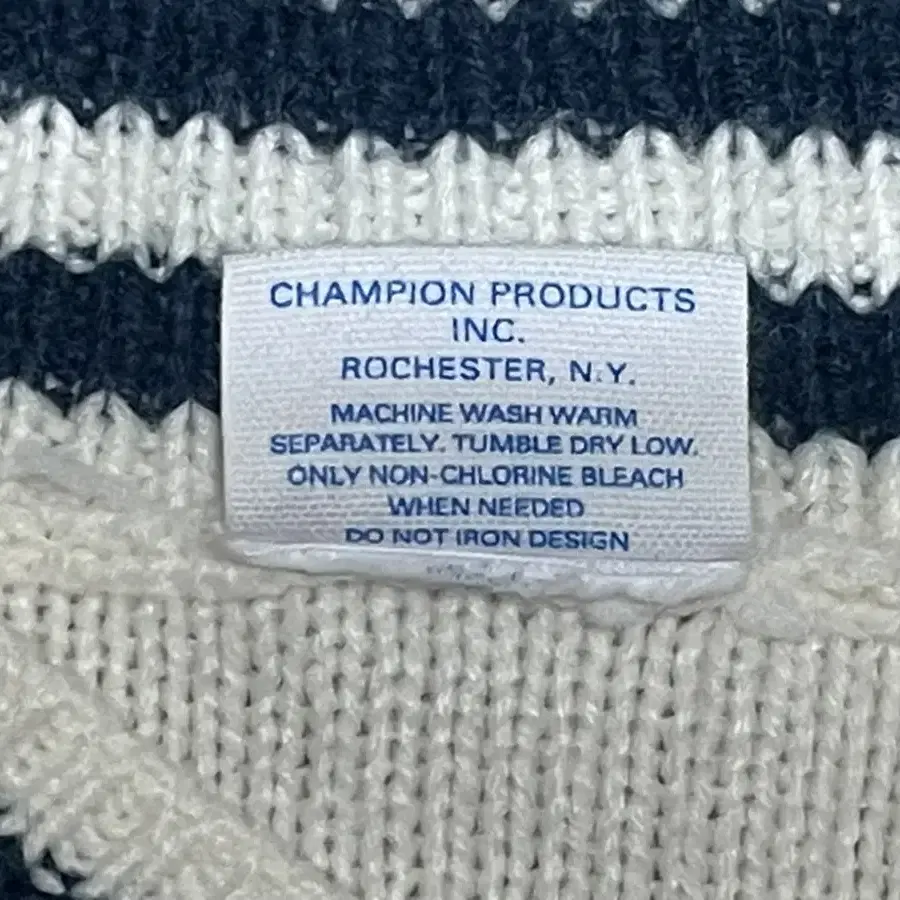 CHAMPION PRODUCTS
INC.
ROCHESTER, N.Y.
MACHINE WASH WARM
SEPARATELY. TUMBLE DRY LOW.
ONLY NON-CHLORINE BLEACH
WHEN NEEDED
DO NOT IRON DESIGN